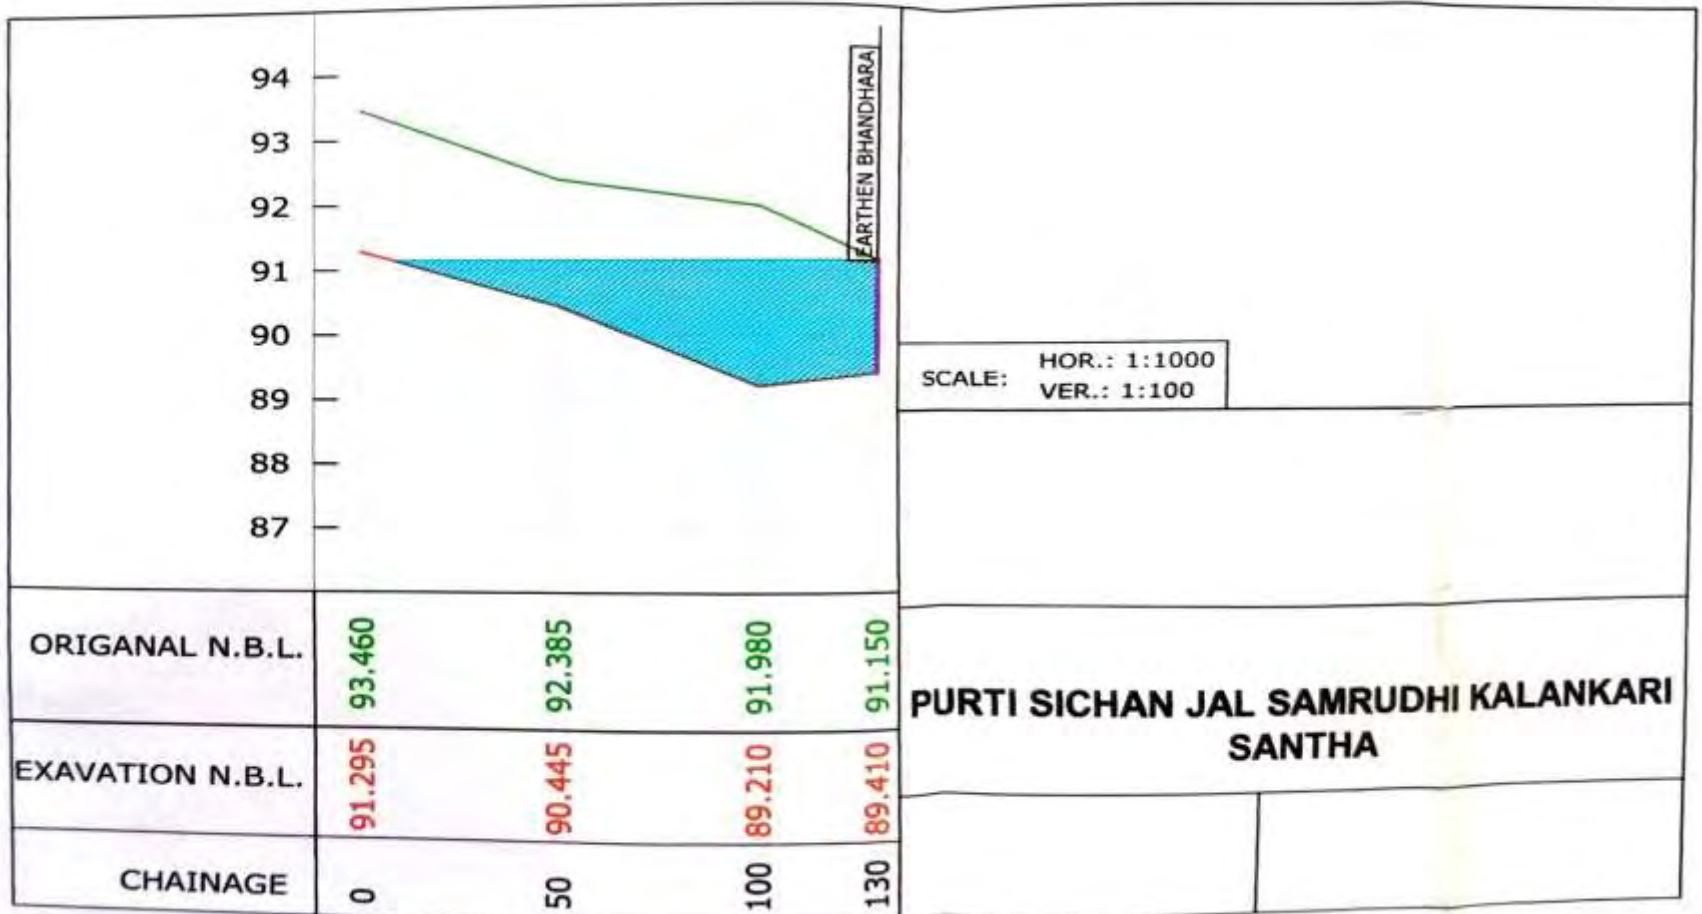 94
93
92
91
90
89
88
87
EARTHEN BHANDHARA
SCALE: HOR.: 1:1000
VER.: 1:100
ORIGANAL N.B.L. 93.460 92.385 91.980 91.150
EXAVATION N.B.L. 91.295 90.445 89.210 89.410
CHAINAGE 0 50 100 130
PURTI SICHAN JAL SAMRUDHI KALANKARI
SANTHA